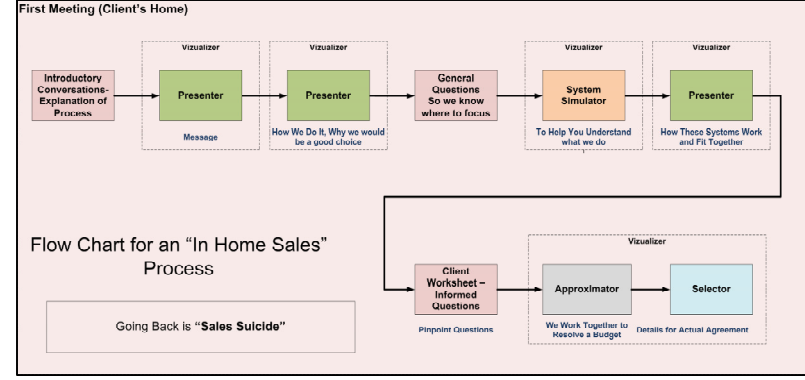 First Meeting (Client's Home)
Vizualizer
Vizualizer
Vizualizer
Vizualizer
Introductory
Conversations-
Explanation of
Process
Presenter
Presenter
General
Questions
So we know
where to focus
System
Simulator
Presenter
Message
How We Do It, Why we would
be a good choice
To Help You Understand
what we do
How These Systems Work
and Fit Together
Flow Chart for an “In Home Sales”
Process
Going Back is “Sales Suicide”
Vizualizer
Client
Worksheet –
Informed
Questions
Approximator
Selector
Pinpoint Questions
We Work Together to
Resolve a Budget
Details for Actual Agreement